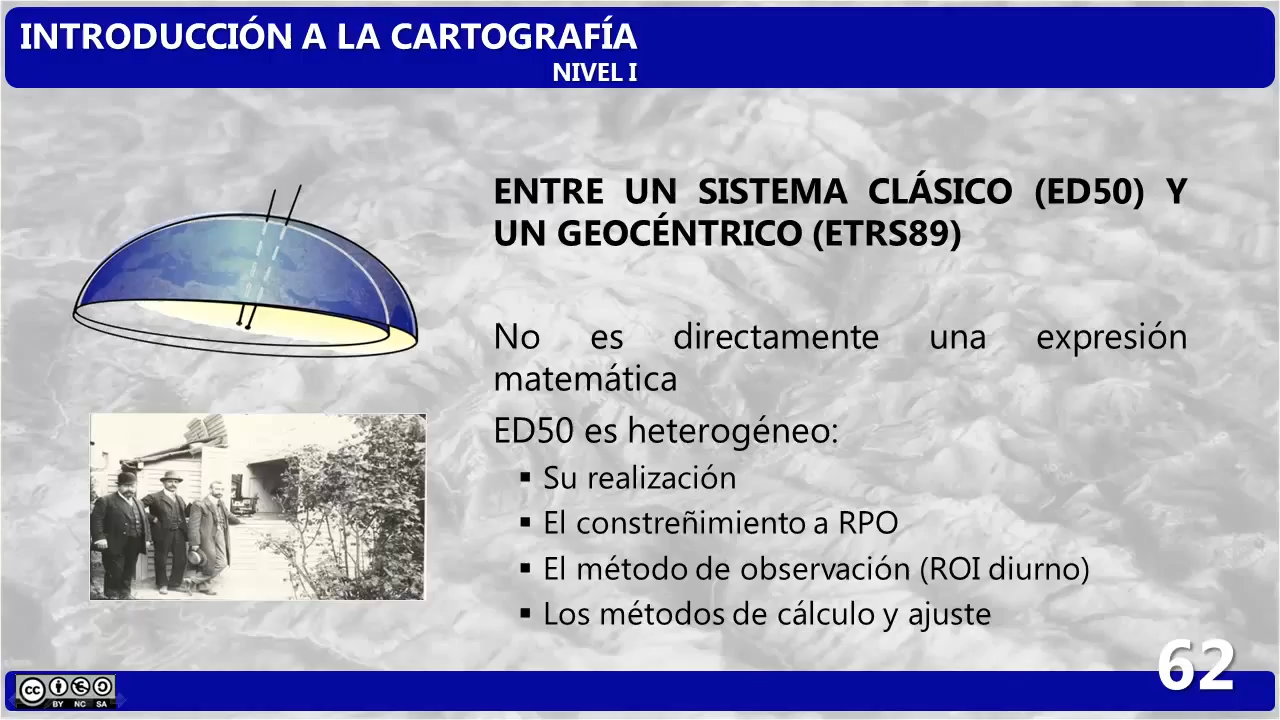 INTRODUCCIÓN A LA CARTOGRAFÍA
NIVEL I
ENTRE UN SISTEMA CLÁSICO (ED50) Y
UN GEOCÉNTRICO (ETRS89)
No es directamente una expresión
matemática
ED50 es heterogéneo:
▪ Su realización
▪ El constreñimiento a RPO
▪ El método de observación (ROI diurno)
▪ Los métodos de cálculo y ajuste
62
cc
BY NC SA